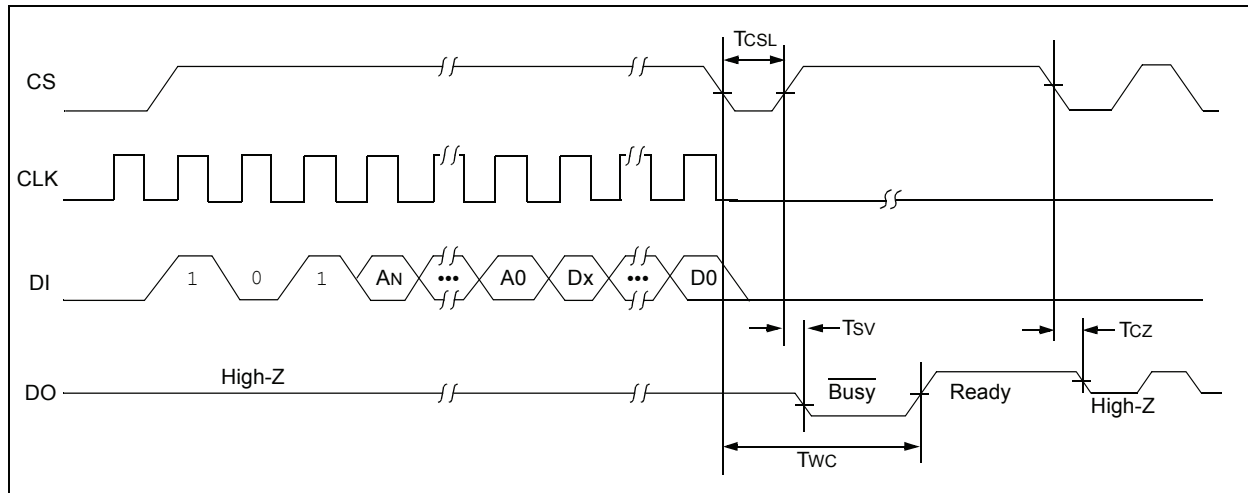 TCSL
CS
CLK
DI
1 0 1 AN ••• A0 Dx ••• D0
TSV
TCZ
High-Z
DO
Busy Ready High-Z
TWC